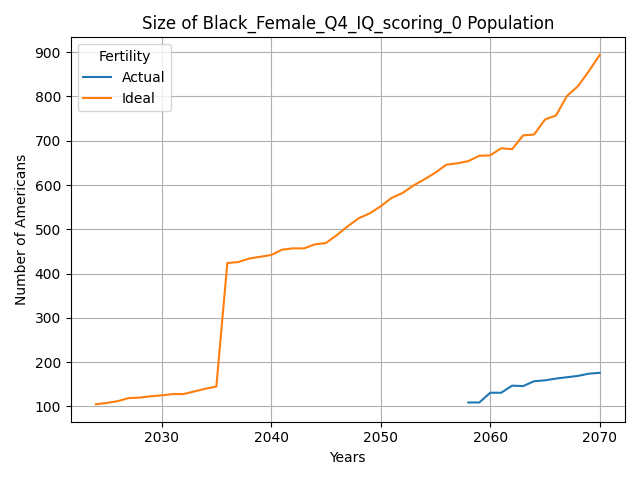 Size of Black_Female_Q4_IQ_scoring_0 Population
Fertility
Actual
Ideal
Number of Americans
900
800
700
600
500
400
300
200
100
2030 2040 2050 2060 2070
Years